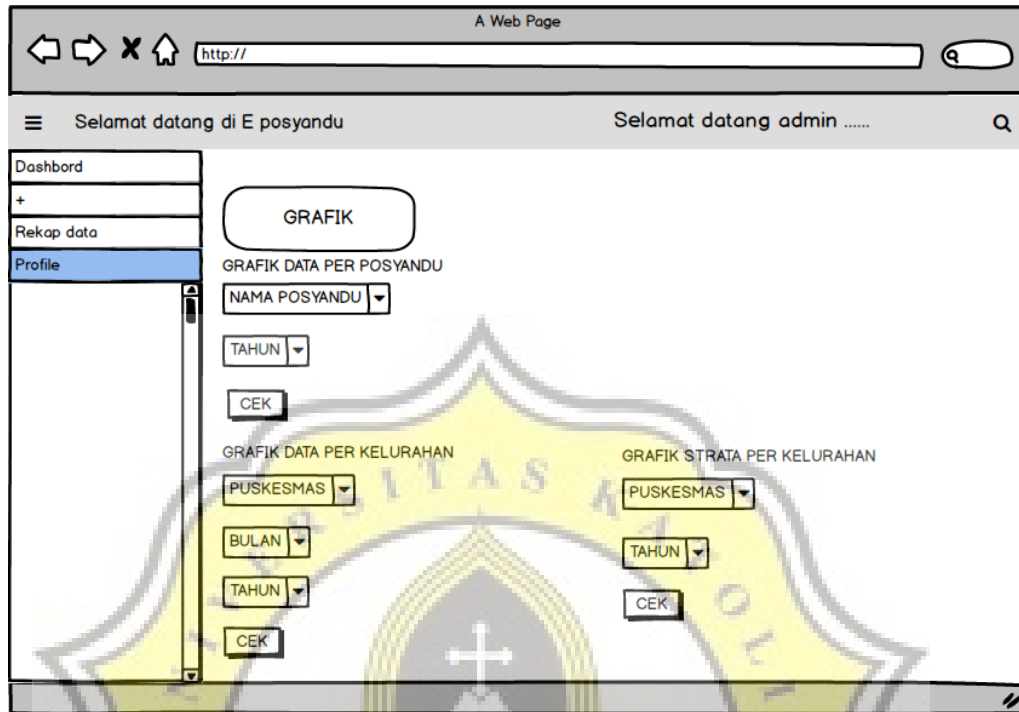 A Web Page
http://
Selamat datang di E posyandu
Selamat datang admin ......
Dashbord
+
Rekap data
Profile
GRAFIK
GRAFIK DATA PER POSYANDU
NAMA POSYANDU
TAHUN
CEK
GRAFIK DATA PER KELURAHAN
PUSKESMAS
BULAN
TAHUN
CEK
GRAFIK STRATA PER KELURAHAN
PUSKESMAS
TAHUN
CEK